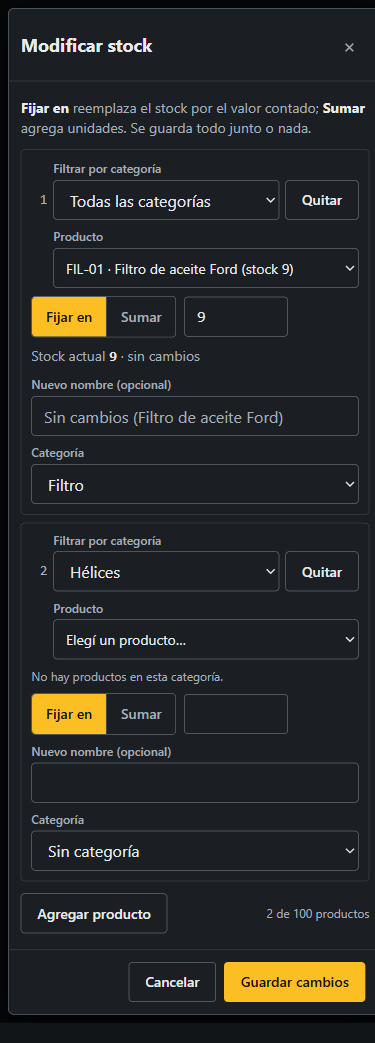 Modificar stock
×
Fijar en reemplaza el stock por el valor contado; Sumar
agrega unidades. Se guarda todo junto o nada.
Filtrar por categoría
1 Todas las categorías Quitar
Producto
FIL-01 · Filtro de aceite Ford (stock 9)
Fijar en Sumar 9
Stock actual 9 · sin cambios
Nuevo nombre (opcional)
Sin cambios (Filtro de aceite Ford)
Categoría
Filtro
Filtrar por categoría
2 Hélices Quitar
Producto
Elegí un producto...
No hay productos en esta categoría.
Fijar en Sumar
Nuevo nombre (opcional)
Categoría
Sin categoría
Agregar producto 2 de 100 productos
Cancelar Guardar cambios